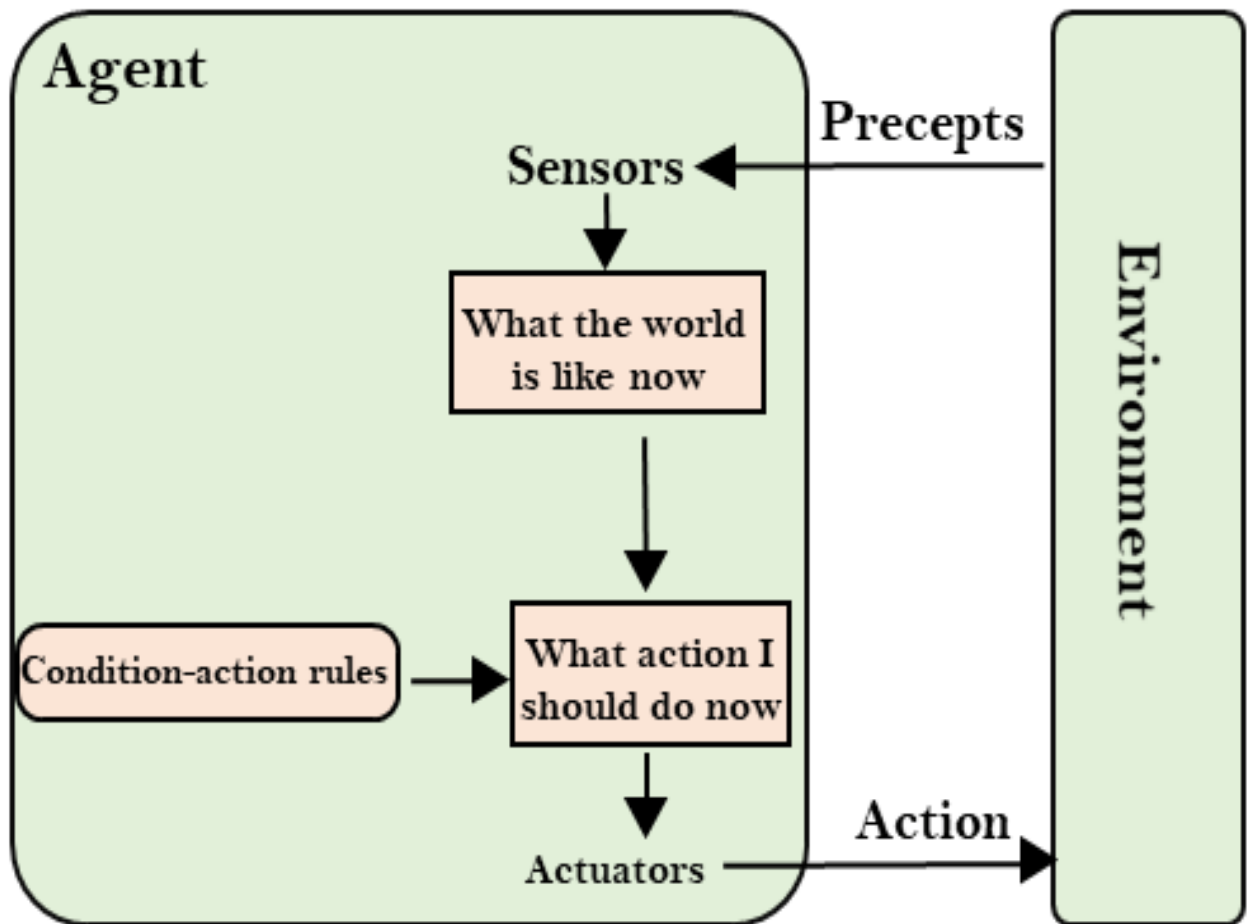 Agent
Precepts
Sensors
What the world
is like now
Environment
Condition-action rules
What action I
should do now
Action
Actuators